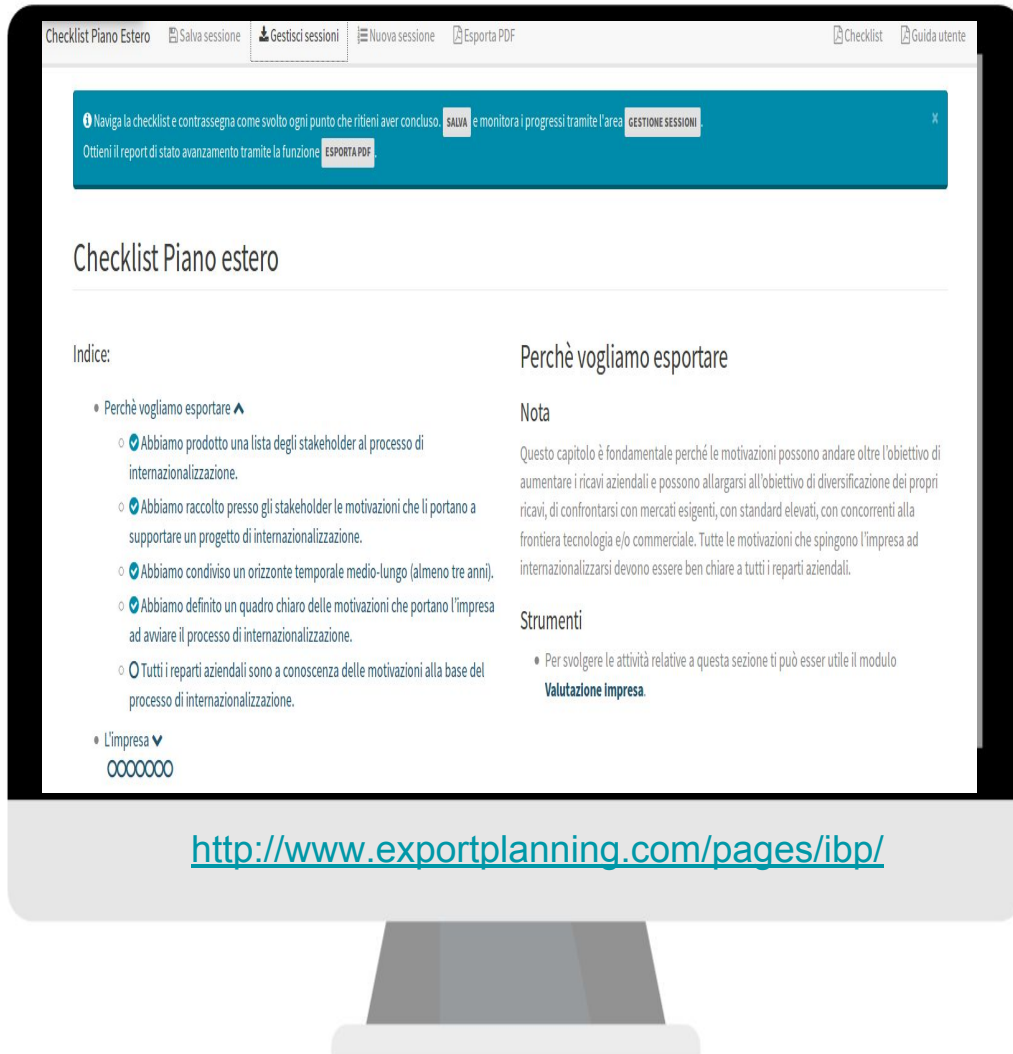 Checklist Piano Estero Salva sessione Gestisci sessioni Nuova sessione Esporta PDF Checklist Guida utente
Naviga la checklist e contrassegna come svolto ogni punto che ritieni aver concluso. SALVA e monitora i progressi tramite l'area GESTIONE SESSIONI. x
Ottieni il report di stato avanzamento tramite la funzione ESPORTA PDF.
Checklist Piano estero
Indice:
• Perchè vogliamo esportare
Abbiamo prodotto una lista degli stakeholder al processo di
internazionalizzazione.
Abbiamo raccolto presso gli stakeholder le motivazioni che li portano a
supportare un progetto di internazionalizzazione.
Abbiamo condiviso un orizzonte temporale medio-lungo (almeno tre anni).
Abbiamo definito un quadro chiaro delle motivazioni che portano l'impresa
ad avviare il processo di internazionalizzazione.
Tutti i reparti aziendali sono a conoscenza delle motivazioni alla base del
processo di internazionalizzazione.
• L'impresa
Perchè vogliamo esportare
Nota
Questo capitolo è fondamentale perché le motivazioni possono andare oltre l'obiettivo di
aumentare i ricavi aziendali e possono allargarsi all'obiettivo di diversificazione dei propri
ricavi, di confrontarsi con mercati esigenti, con standard elevati, con concorrenti alla
frontiera tecnologia e/o commerciale. Tutte le motivazioni che spingono l'impresa ad
internazionalizzarsi devono essere ben chiare a tutti i reparti aziendali.
Strumenti
• Per svolgere le attività relative a questa sezione ti può esser utile il modulo
Valutazione impresa.
http://www.exportplanning.com/pages/ibp/